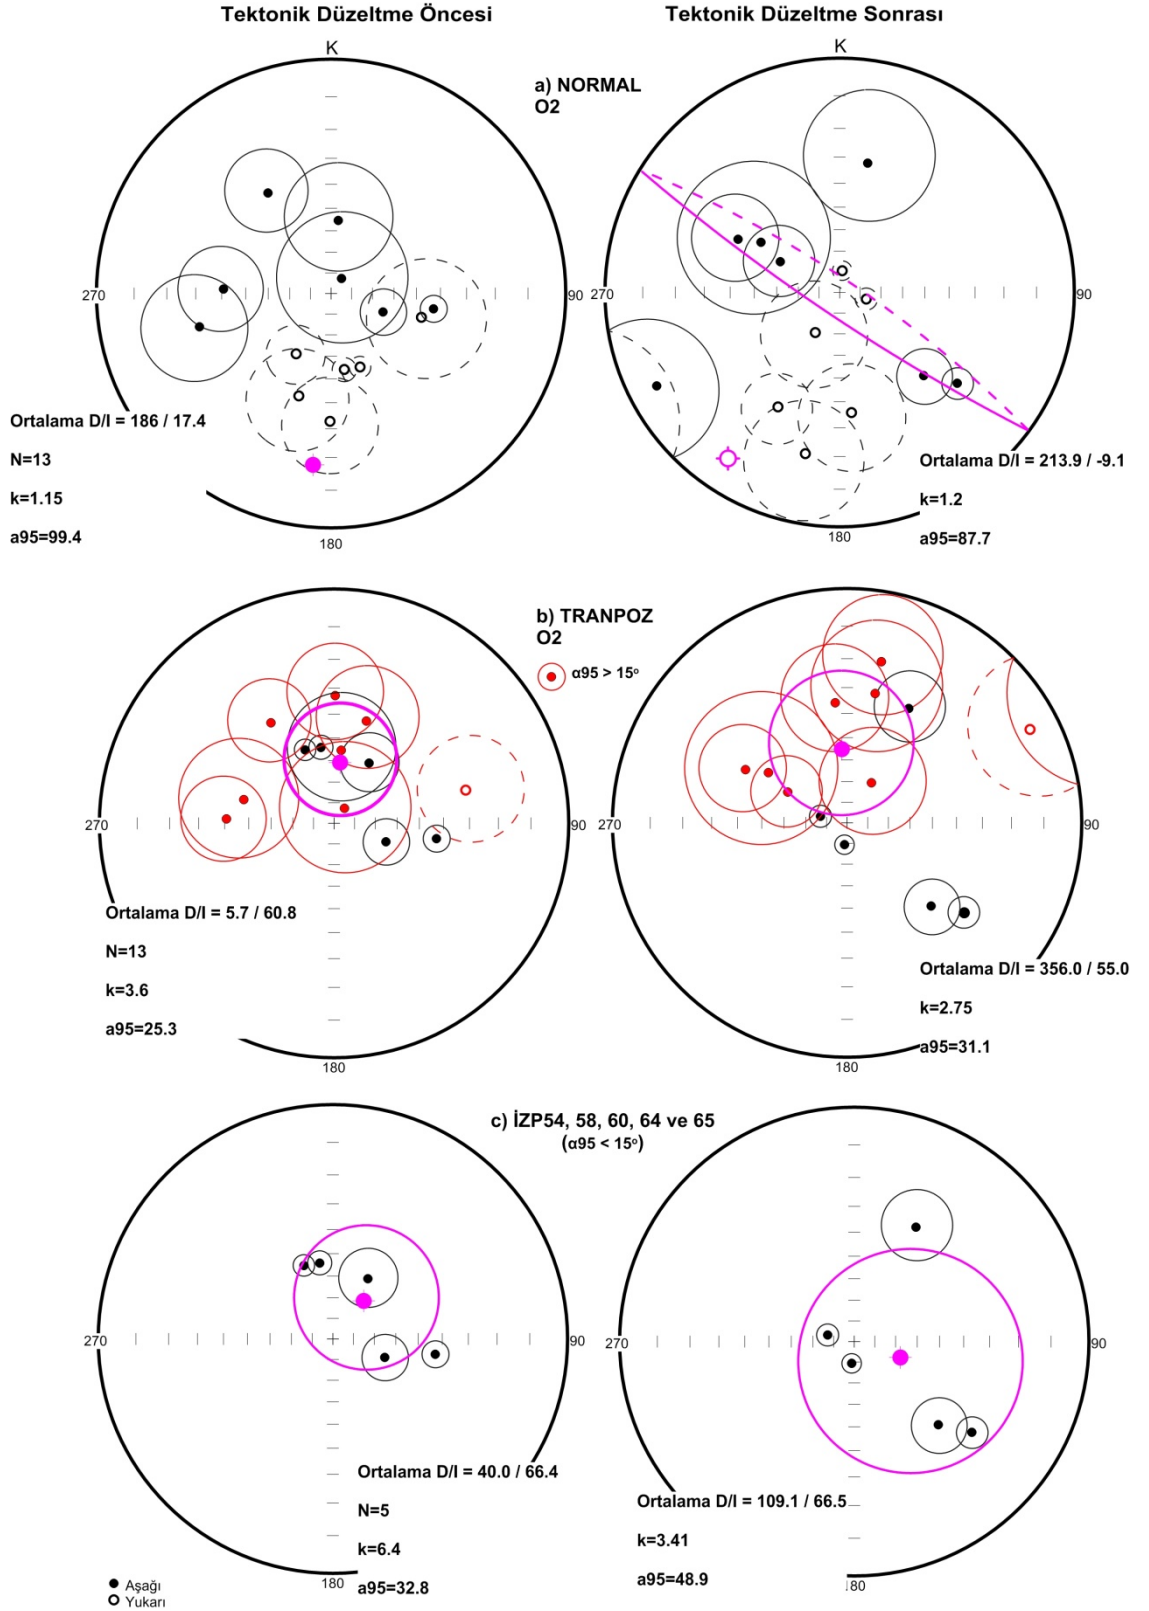 Tektonik Düzeltme Öncesi
Tektonik Düzeltme Sonrası
K
K
a) NORMAL
O2
270
90
270
90
Ortalama D/I = 186 / 17.4
N=13
k=1.15
a95=99.4
180
Ortalama D/I = 213.9 / -9.1
k=1.2
a95=87.7
180
b) TRANPOZ
O2
α95 > 15º
270
90
270
90
Ortalama D/I = 5.7 / 60.8
N=13
k=3.6
a95=25.3
180
Ortalama D/I = 356.0 / 55.0
k=2.75
a95=31.1
180
c) İZP54, 58, 60, 64 ve 65
(α95 < 15º)
270
90
270
90
Ortalama D/I = 40.0 / 66.4
N=5
k=6.4
a95=32.8
180
Ortalama D/I = 109.1 / 66.5
k=3.41
a95=48.9
80
Aşağı
Yukarı